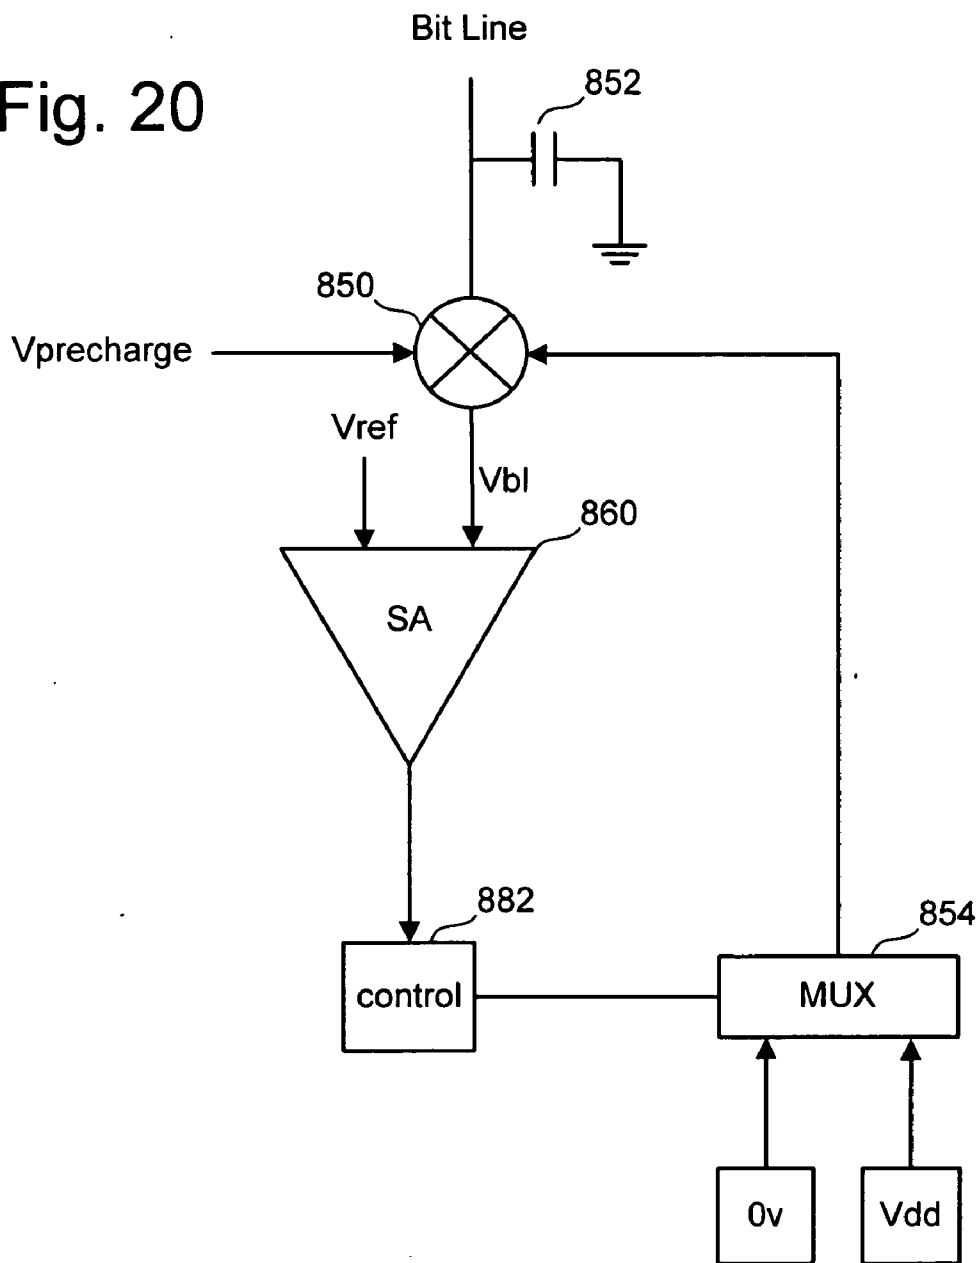 Bit Line
Fig. 20
852
850
Vprecharge
Vref
Vbl
860
SA
882
854
control
MUX
0v
Vdd